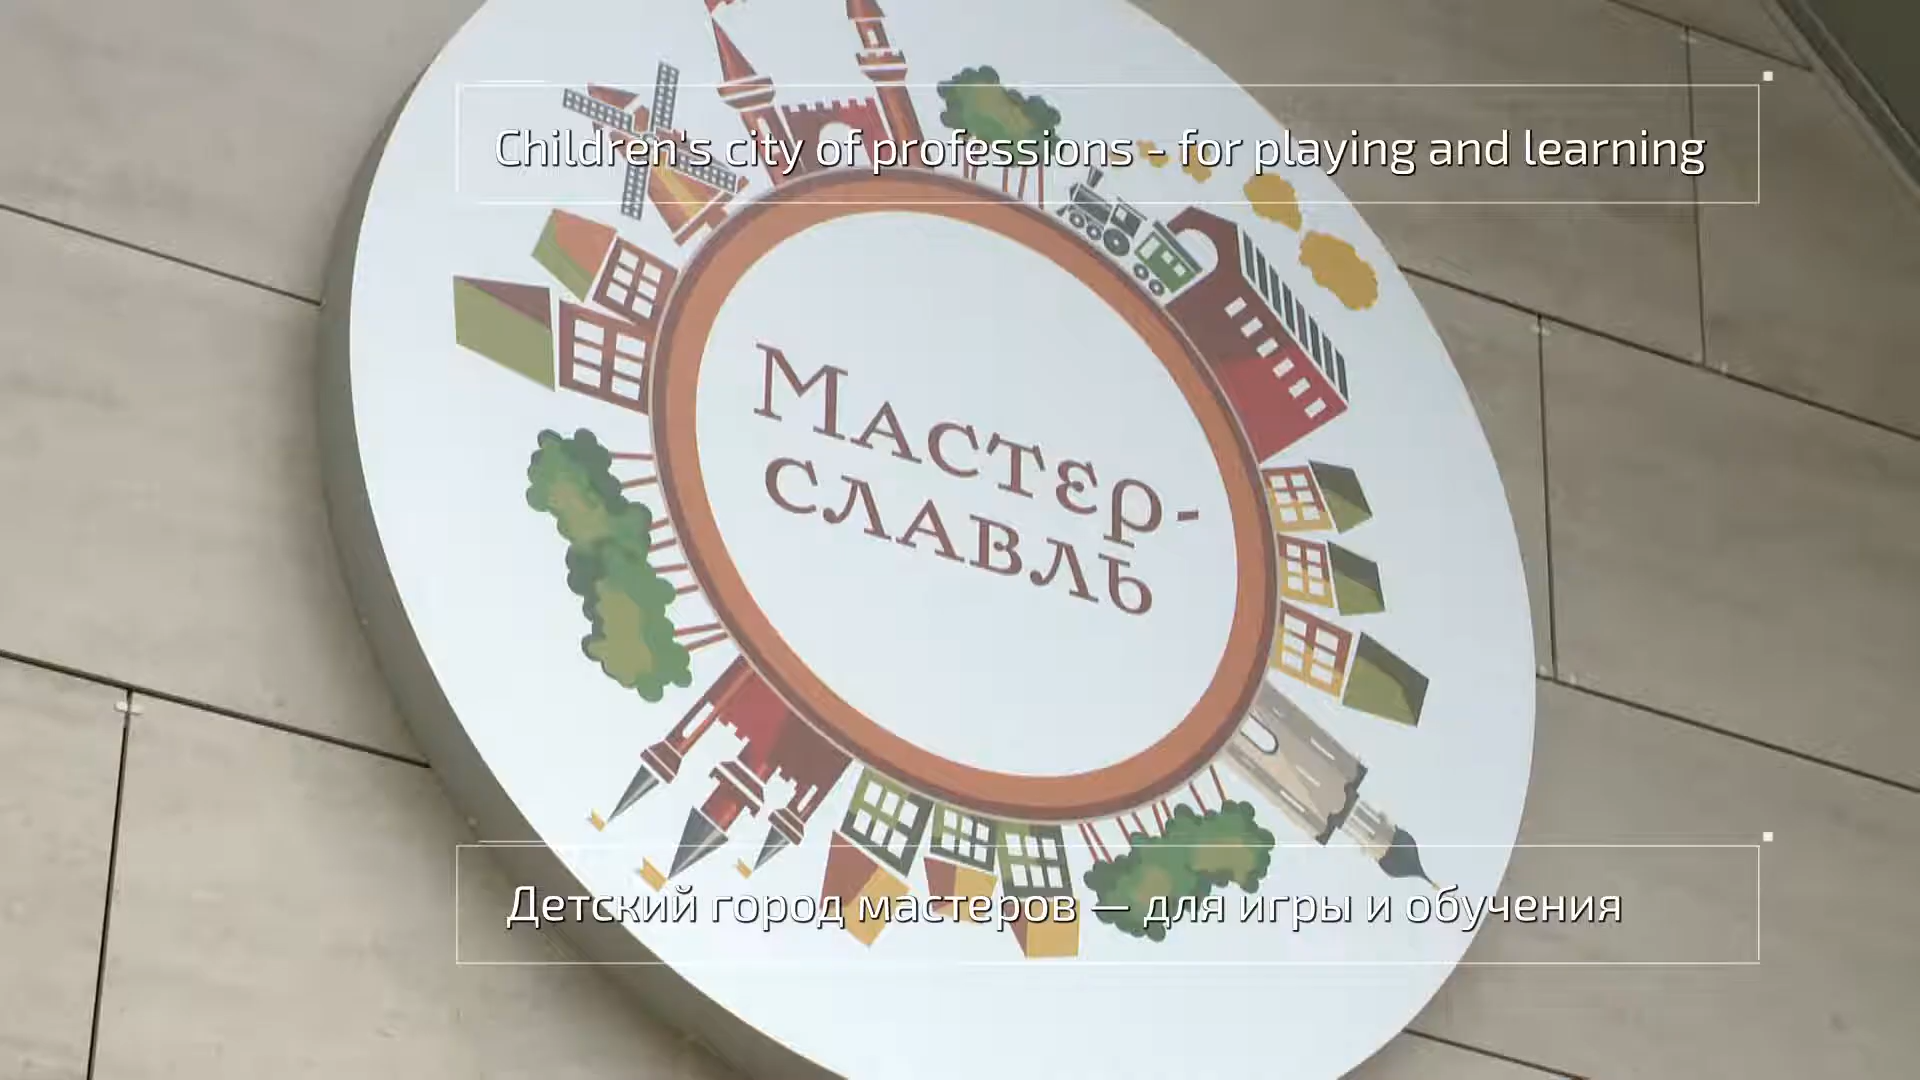 Children's city of professions - for playing and learning
Мастер-
славль
Детский город мастеров — для игры и обучения